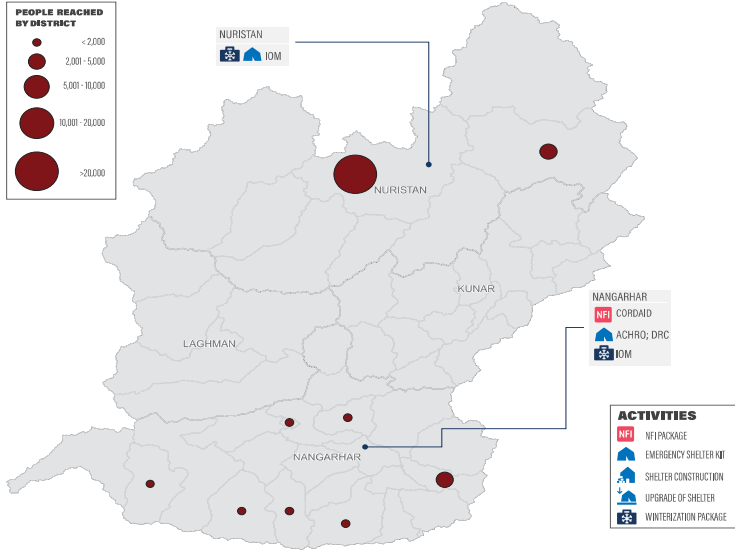 PEOPLE REACHED
BY DISTRICT
< 2,000
2,001 - 5,000
5,001 - 10,000
10,001 - 20,000
>20,000
NURISTAN
IOM
NURISTAN
KUNAR
LAGHMAN
NANGARHAR
NANGARHAR
NFI CORDAID
ACHRO; DRC
IOM
ACTIVITIES
NFI NFI PACKAGE
EMERGENCY SHELTER KIT
SHELTER CONSTRUCTION
UPGRADE OF SHELTER
WINTERIZATION PACKAGE